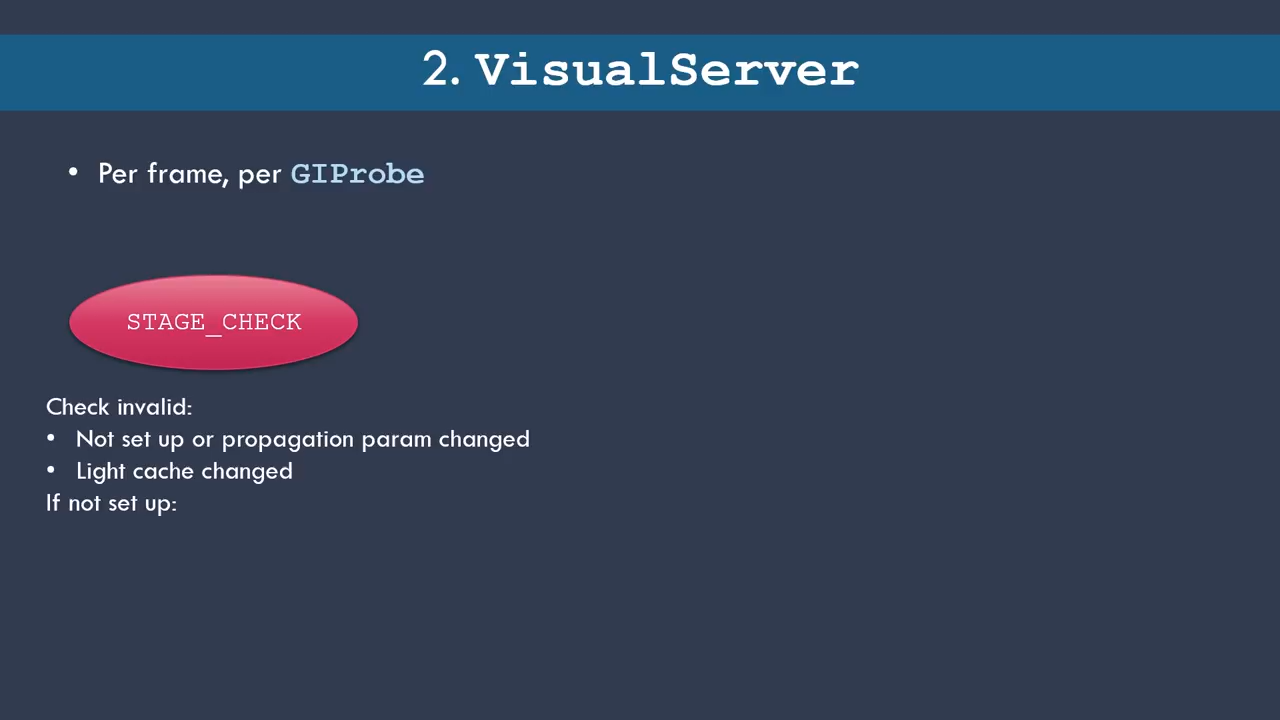 2. VisualServer
• Per frame, per GIProbe
STAGE_CHECK
Check invalid:
• Not set up or propagation param changed
• Light cache changed
If not set up: